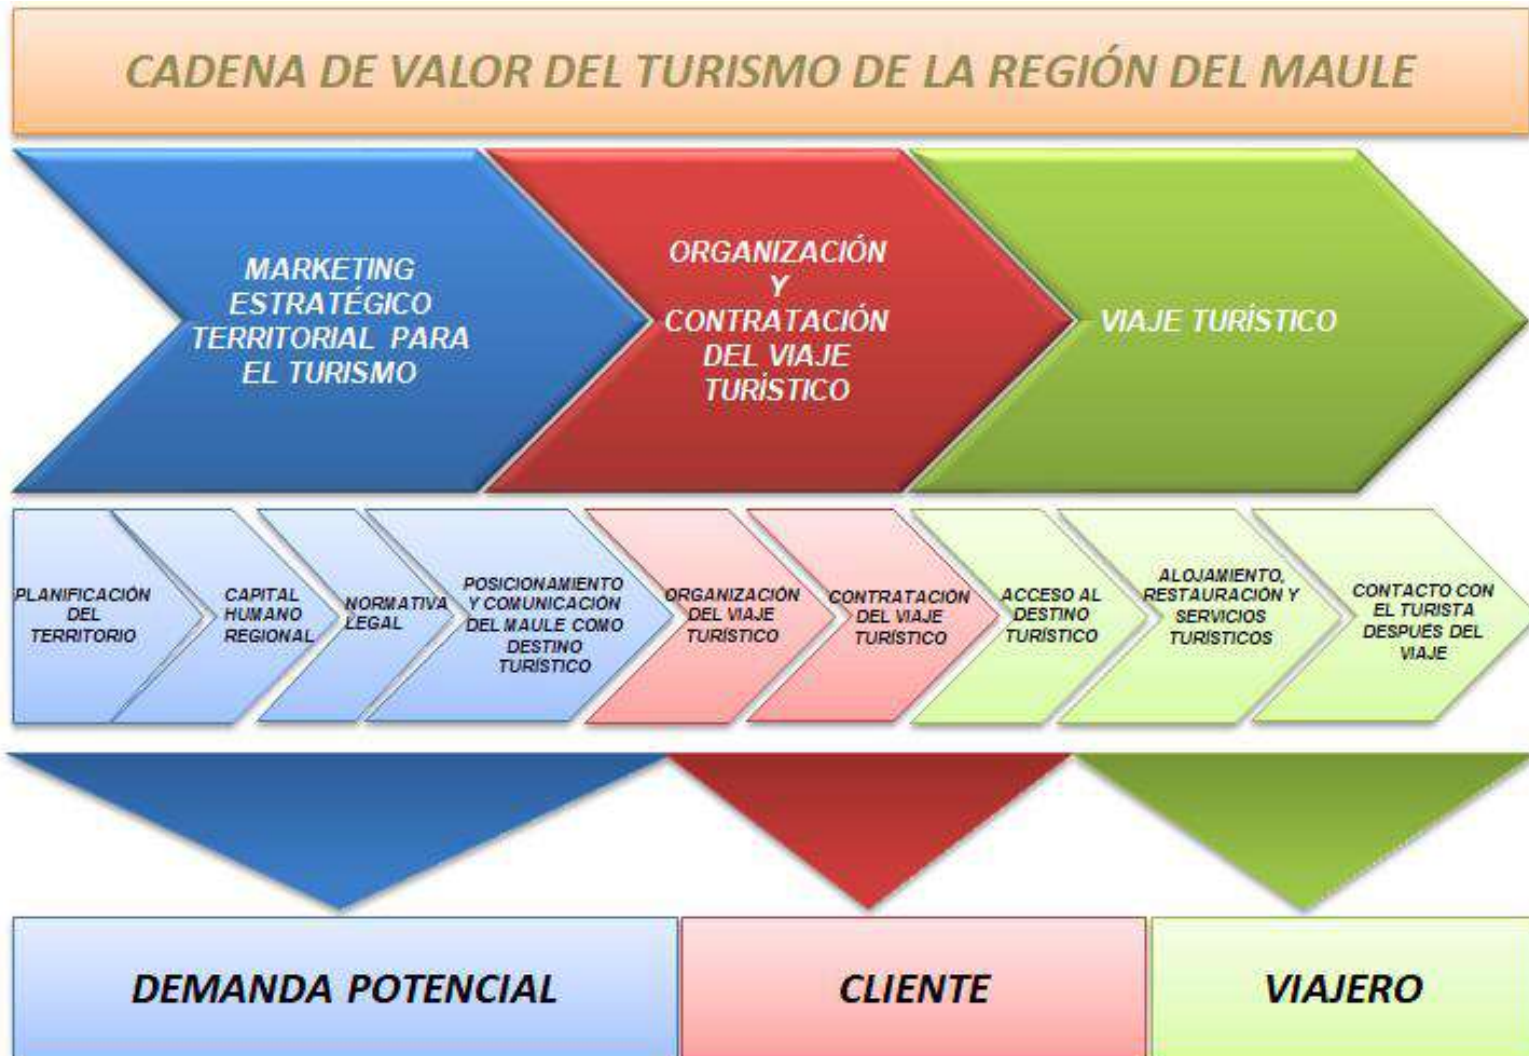 CADENA DE VALOR DEL TURISMO DE LA REGIÓN DEL MAULE
MARKETING
ESTRATÉGICO
TERRITORIAL PARA
EL TURISMO
ORGANIZACIÓN
Y
CONTRATACIÓN
DEL VIAJE
TURÍSTICO
VIAJE TURÍSTICO
PLANIFICACIÓN
DEL
TERRITORIO
CAPITAL
HUMANO
REGIONAL
NORMATIVA
LEGAL
POSICIONAMIENTO
Y COMUNICACIÓN
DEL MAULE COMO
DESTINO
TURÍSTICO
ORGANIZACIÓN
DEL VIAJE
TURÍSTICO
CONTRATACIÓN
DEL VIAJE
TURÍSTICO
ACCESO AL
DESTINO
TURÍSTICO
ALOJAMIENTO,
RESTAURACIÓN Y
SERVICIOS
TURÍSTICOS
CONTACTO CON
EL TURISTA
DESPUÉS DEL
VIAJE
DEMANDA POTENCIAL
CLIENTE
VIAJERO